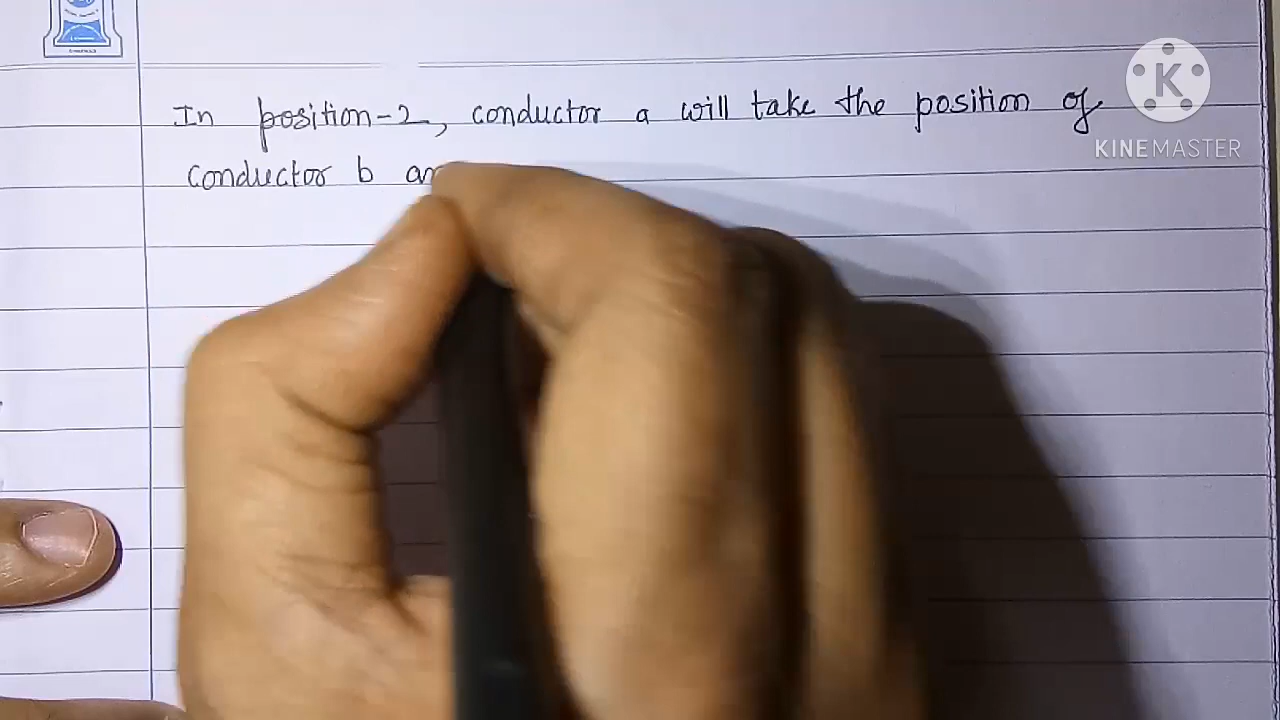 In position-2, conductor a will take the position of
conductor b
KINEMASTER